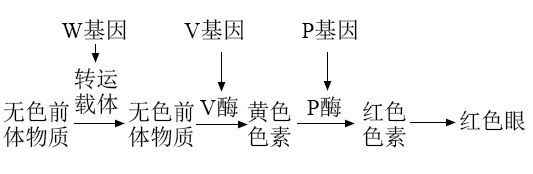 W基因 V基因 P基因
转运
载体
无色前
体物质
无色前
体物质
V酶
黄色
色素
P酶
红色
色素
红色眼